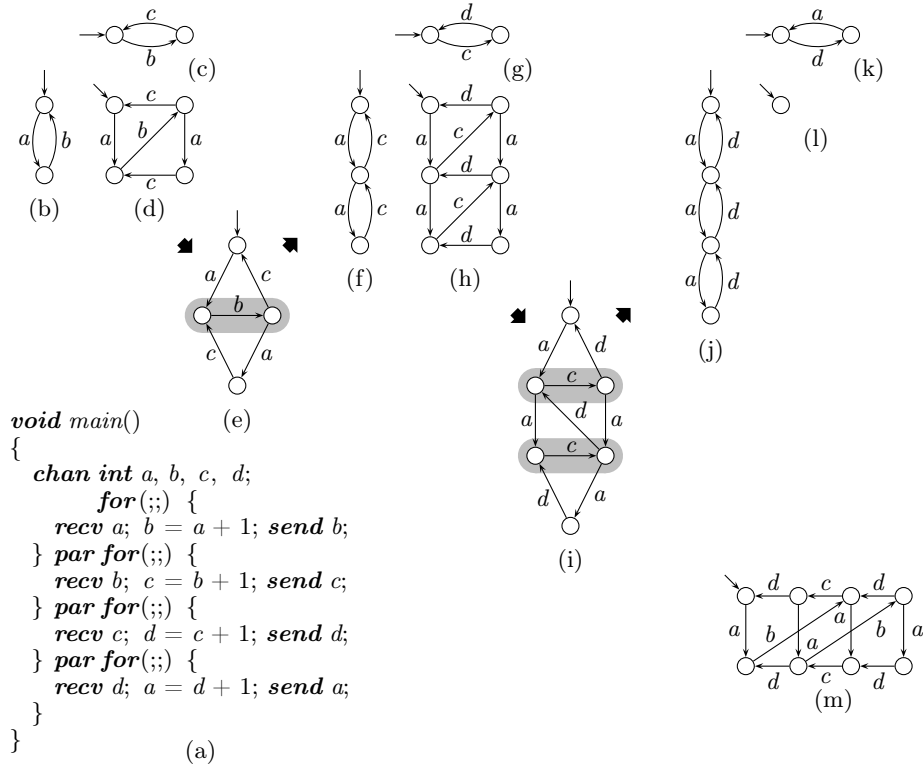 c
b
(c)
d
c
(g)
a
d
(k)
a b
(b)
c
a b a
c
(d)
a c
a c
(f)
d
a c a
d
a c a
d
(h)
a d
a d
a d
(j)
(l)
a c
b
c a
(e)
a d
c
a d a
c
d a
(i)
void main()
{
chan int a, b, c, d;
for(;;) {
recv a; b = a + 1; send b;
} par for(;;) {
recv b; c = b + 1; send c;
} par for(;;) {
recv c; d = c + 1; send d;
} par for(;;) {
recv d; a = d + 1; send a;
}
}
(a)
d c d
a b a a b a
d c d
(m)